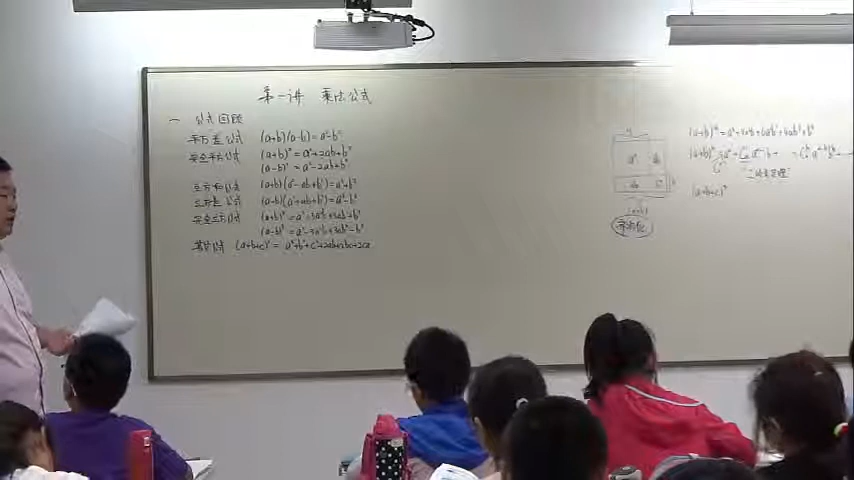 第一讲 乘法公式
一 公式回顾
平方差公式 (a+b)(a-b)=a²-b²
完全平方公式 (a+b)²=a²+2ab+b²
(a-b)²=a²-2ab+b²
立方和公式 (a+b)(a²-ab+b²)=a³+b³
立方差公式 (a-b)(a²+ab+b²)=a³-b³
完全立方公式 (a+b)³=a³+3a²b+3ab²+b³
(a-b)³=a³-3a²b+3ab²-b³
(a+b+c)²=a²+b²+c²+2ab+2bc+2ca
a² ab
ab b²
(a+b)⁴=a⁴+4a³b+6a²b²+4ab³+b⁴
二项式定理
(a+b+c)³